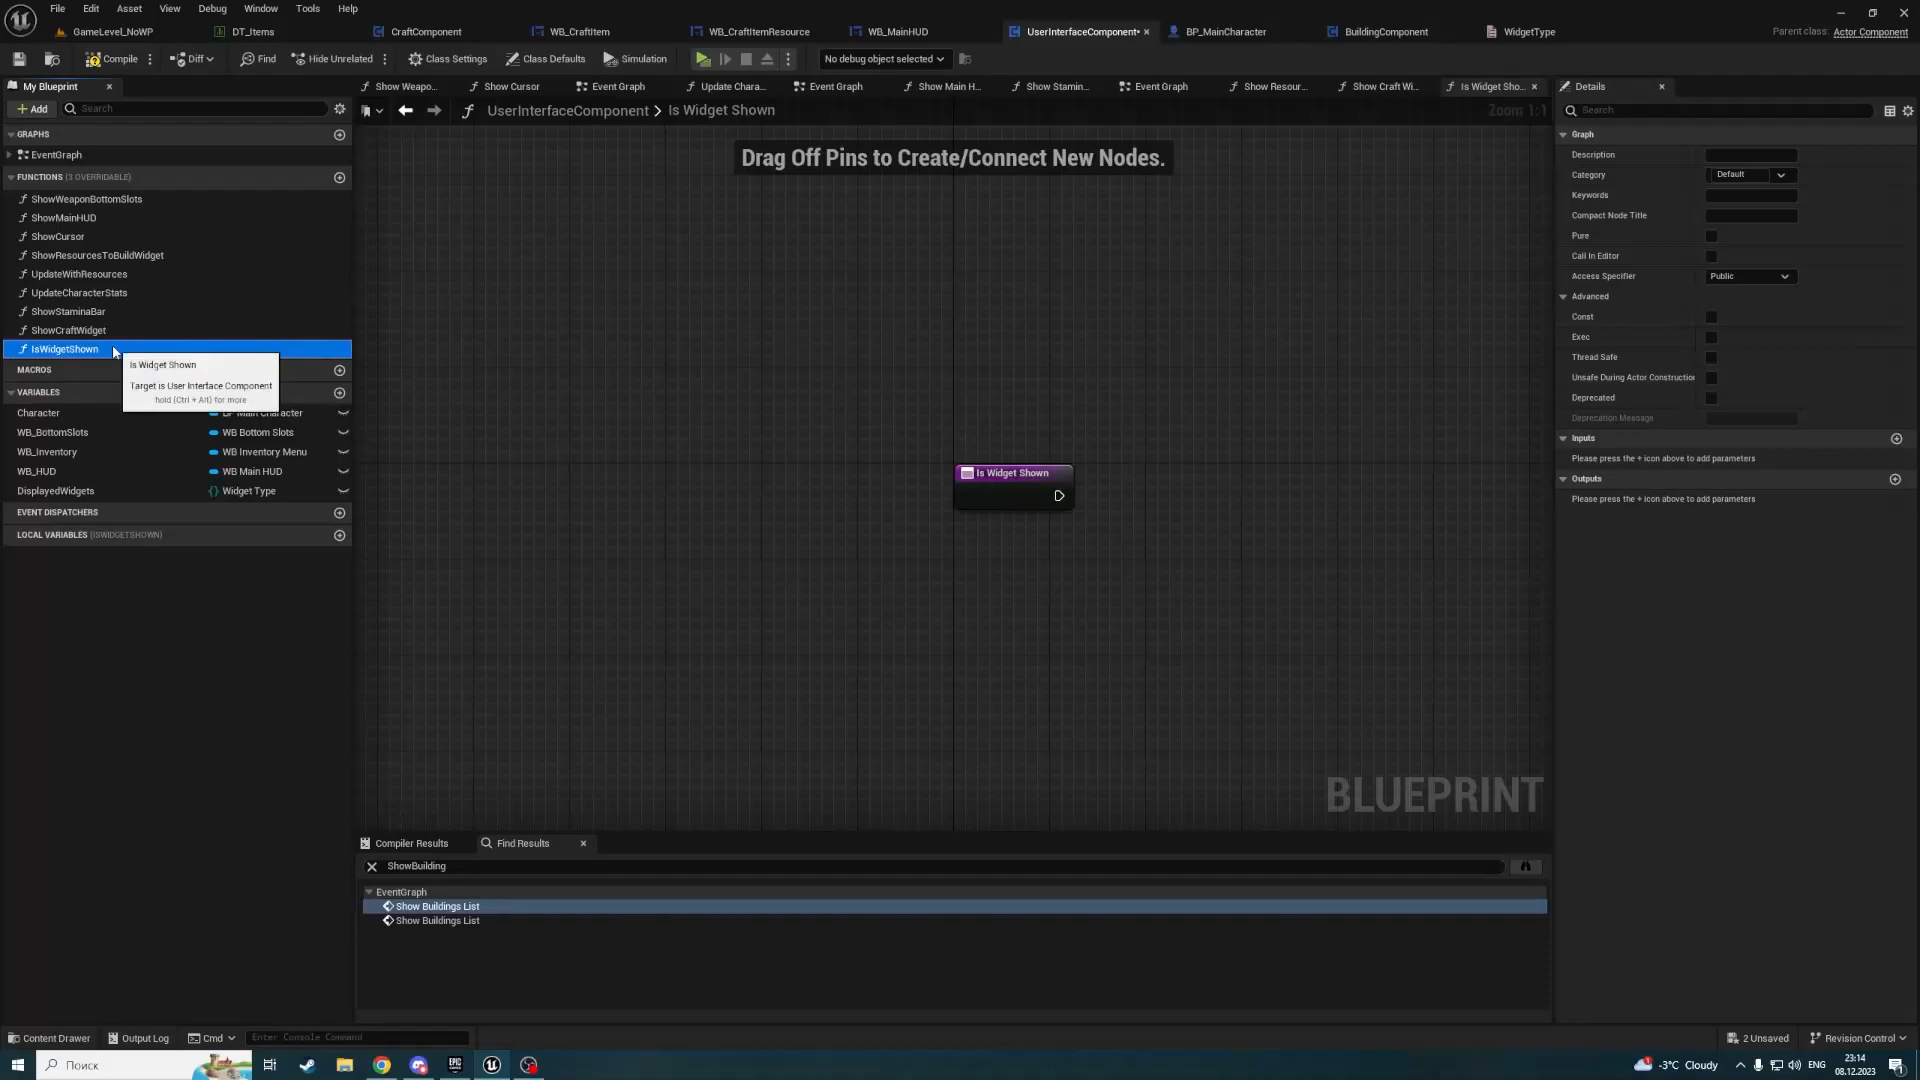 File Edit Asset View Debug Window Tools Help
GameLevel_NoWP DT_Items CraftComponent WB_CraftItem WB_CraftItemResource WB_MainHUD UserInterfaceComponent* BP_MainCharacter BuildingComponent WidgetType Parent class: Actor Component
Compile Diff Find Hide Unrelated Class Settings Class Defaults Simulation No debug object selected
My Blueprint Show Weapo... Show Cursor Event Graph Update Chara... Event Graph Show Main H... Show Stamin... Event Graph Show Resour... Show Craft Wi... Is Widget Sho... Details
Add Search UserInterfaceComponent > Is Widget Shown Zoom 1:1 Search
GRAPHS
EventGraph
FUNCTIONS (3 OVERRIDABLE)
ShowWeaponBottomSlots
ShowMainHUD
ShowCursor
ShowResourcesToBuildWidget
UpdateWithResources
UpdateCharacterStats
ShowStaminaBar
ShowCraftWidget
IsWidgetShown
Is Widget Shown
Target is User Interface Component
hold (Ctrl + Alt) for more
MACROS
VARIABLES
Character BP Main Character
WB_BottomSlots WB Bottom Slots
WB_Inventory WB Inventory Menu
WB_HUD WB Main HUD
DisplayedWidgets Widget Type
EVENT DISPATCHERS
LOCAL VARIABLES (ISWIDGETSHOWN)
Drag Off Pins to Create/Connect New Nodes.
Is Widget Shown
BLUEPRINT
Graph
Description
Category Default
Keywords
Compact Node Title
Pure
Call In Editor
Access Specifier Public
Advanced
Const
Exec
Thread Safe
Unsafe During Actor Construction
Deprecated
Deprecation Message
Inputs
Please press the + icon above to add parameters
Outputs
Please press the + icon above to add parameters
Compiler Results Find Results
ShowBuilding
EventGraph
Show Buildings List
Show Buildings List
Content Drawer Output Log Cmd Enter Console Command 2 Unsaved Revision Control
Поиск -3°C Cloudy ENG 23:14
08.12.2023